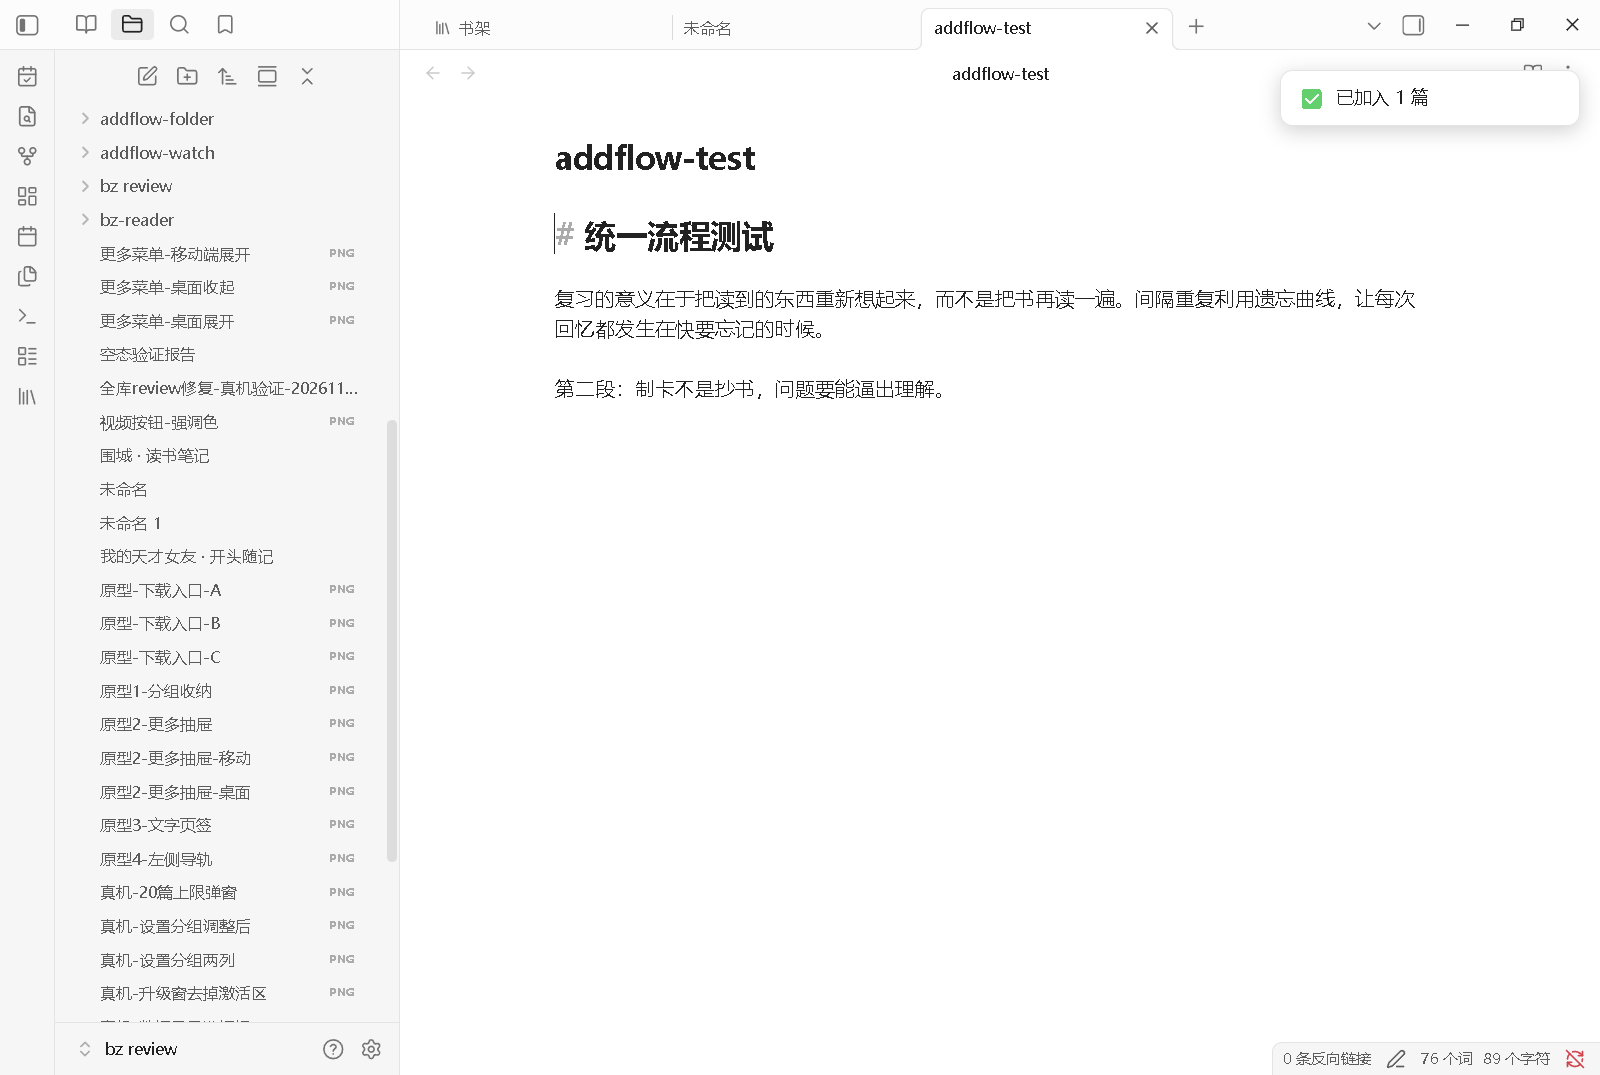 书架
未命名
addflow-test
addflow-test
已加入 1 篇
addflow-folder
addflow-watch
bz review
bz-reader
更多菜单-移动端展开 PNG
更多菜单-桌面收起 PNG
更多菜单-桌面展开 PNG
空态验证报告
全库review修复-真机验证-202611...
视频按钮-强调色 PNG
围城 · 读书笔记
未命名
未命名 1
我的天才女友 · 开头随记
原型-下载入口-A PNG
原型-下载入口-B PNG
原型-下载入口-C PNG
原型1-分组收纳 PNG
原型2-更多抽屉 PNG
原型2-更多抽屉-移动 PNG
原型2-更多抽屉-桌面 PNG
原型3-文字页签 PNG
原型4-左侧导轨 PNG
真机-20篇上限弹窗 PNG
真机-设置分组调整后 PNG
真机-设置分组两列 PNG
真机-升级窗去掉激活区 PNG
bz review
addflow-test
# 统一流程测试
复习的意义在于把读到的东西重新想起来，而不是把书再读一遍。间隔重复利用遗忘曲线，让每次
回忆都发生在快要忘记的时候。
第二段：制卡不是抄书，问题要能逼出理解。
0 条反向链接 76 个词 89 个字符